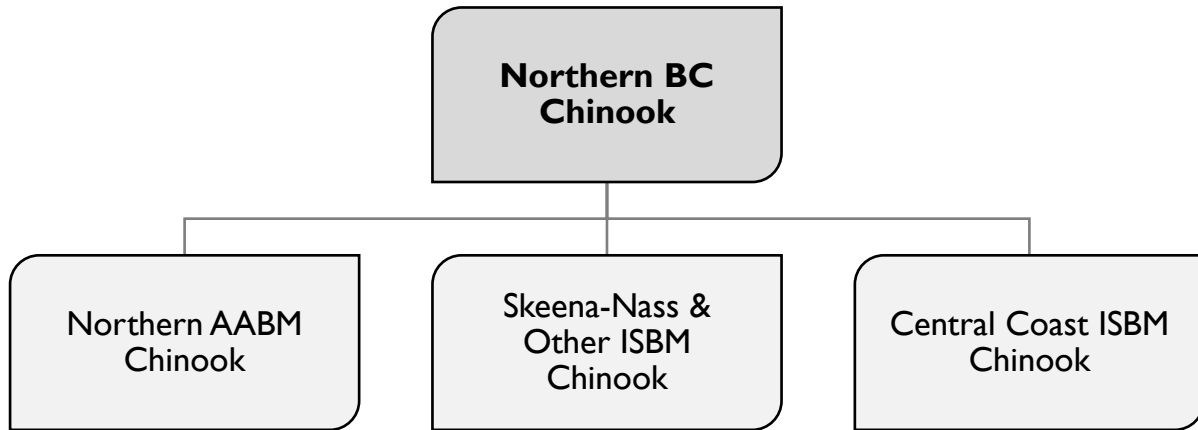 Northern BC
Chinook
Northern AABM
Chinook
Skeena-Nass &
Other ISBM
Chinook
Central Coast ISBM
Chinook